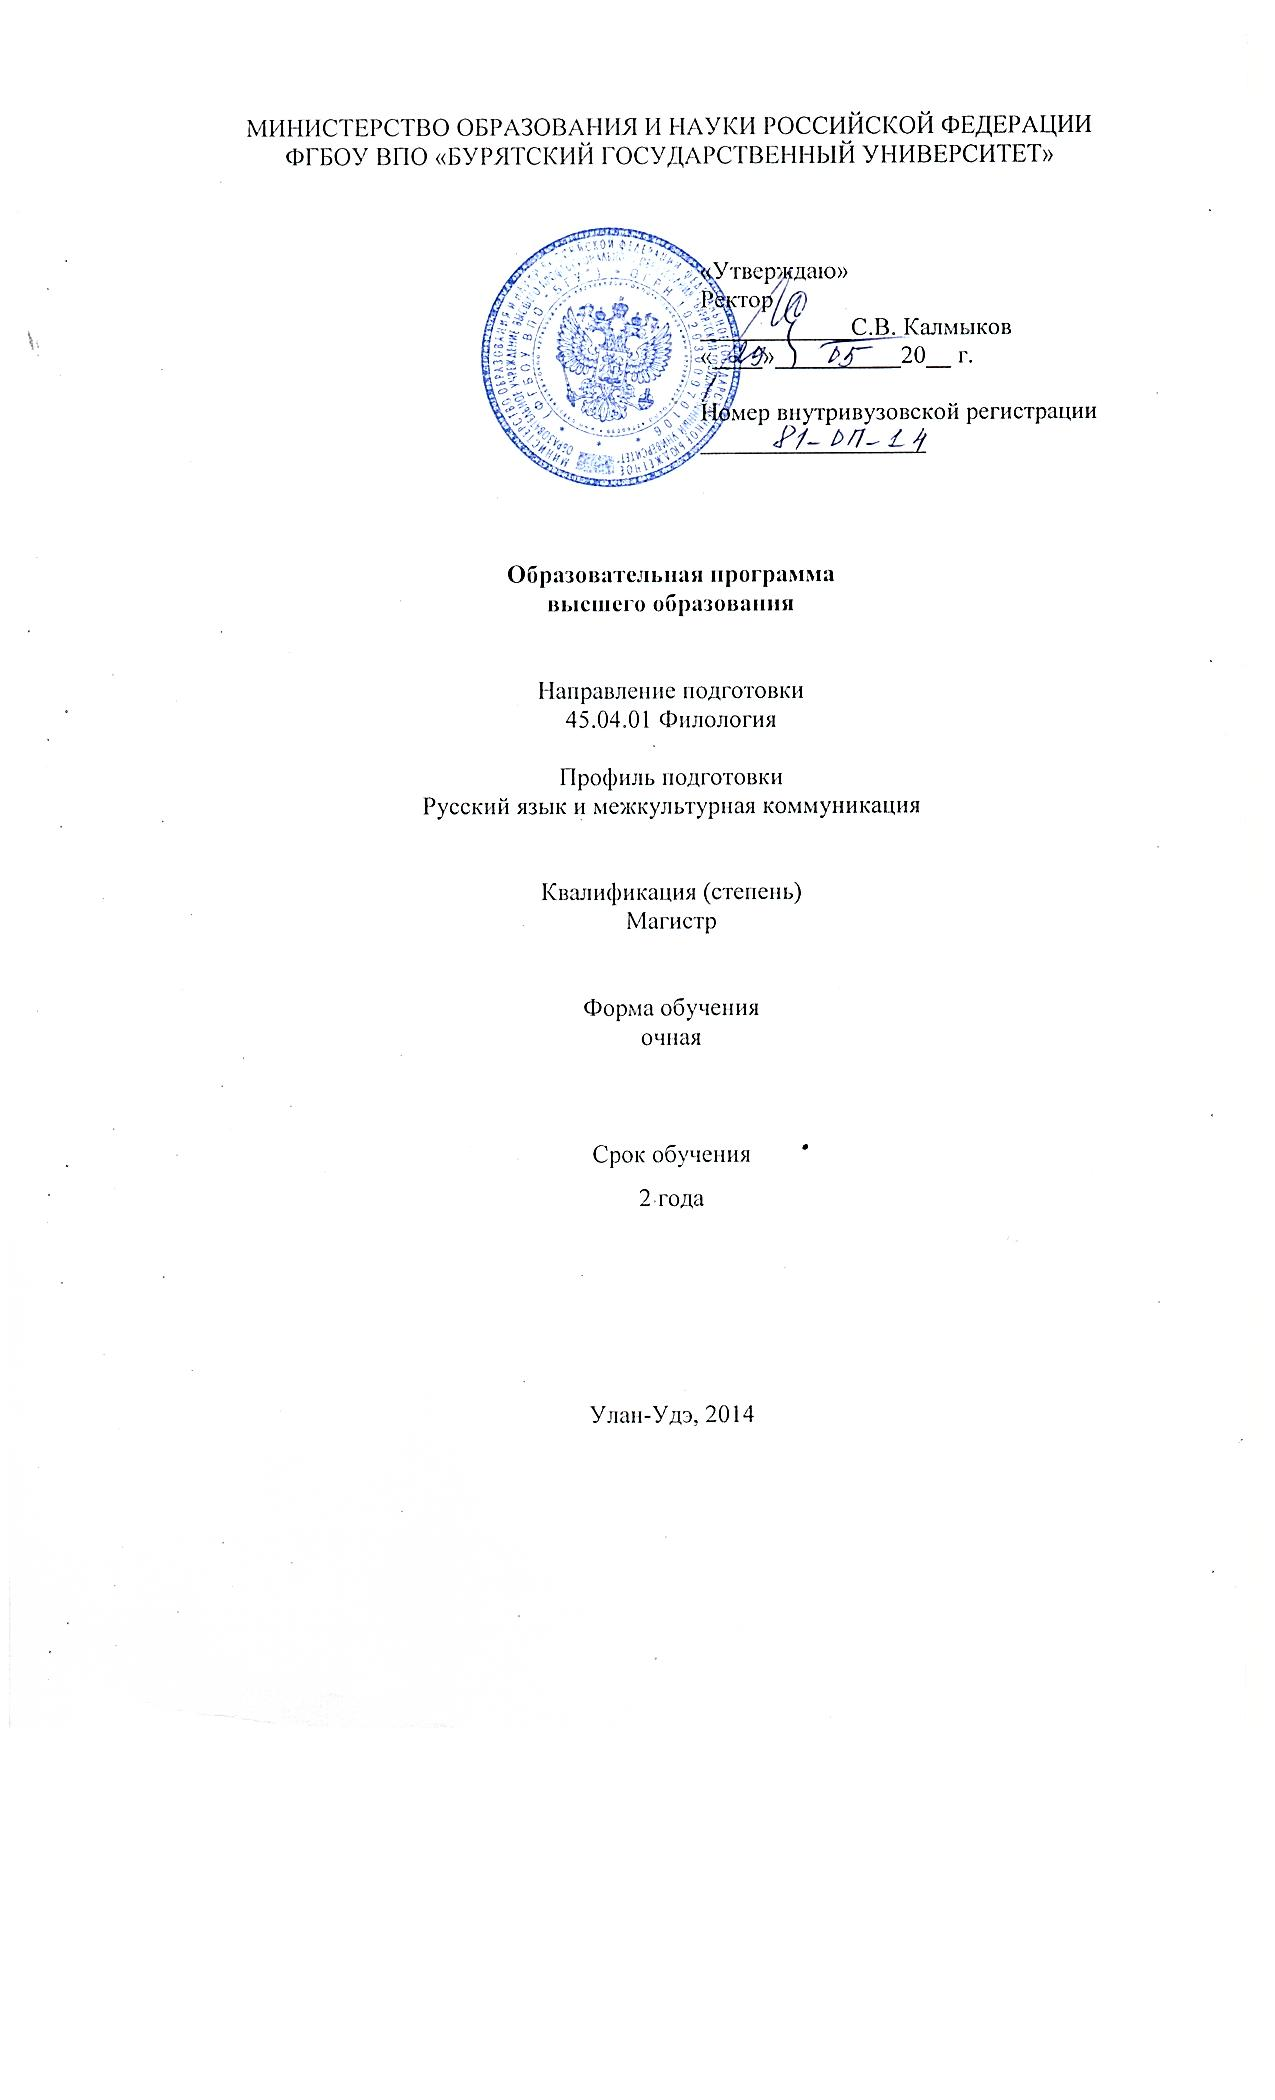 МИНИСТЕРСТВО ОБРАЗОВАНИЯ И НАУКИ РОССИЙСКОЙ ФЕДЕРАЦИИ
ФГБОУ ВПО «БУРЯТСКИЙ ГОСУДАРСТВЕННЫЙ УНИВЕРСИТЕТ»
«Утверждаю»
Ректор
С.В. Калмыков
«29» 05 20__ г.
Номер внутривузовской регистрации
81-ОП-14
Образовательная программа
высшего образования
Направление подготовки
45.04.01 Филология
Профиль подготовки
Русский язык и межкультурная коммуникация
Квалификация (степень)
Магистр
Форма обучения
очная
Срок обучения
2 года
Улан-Удэ, 2014